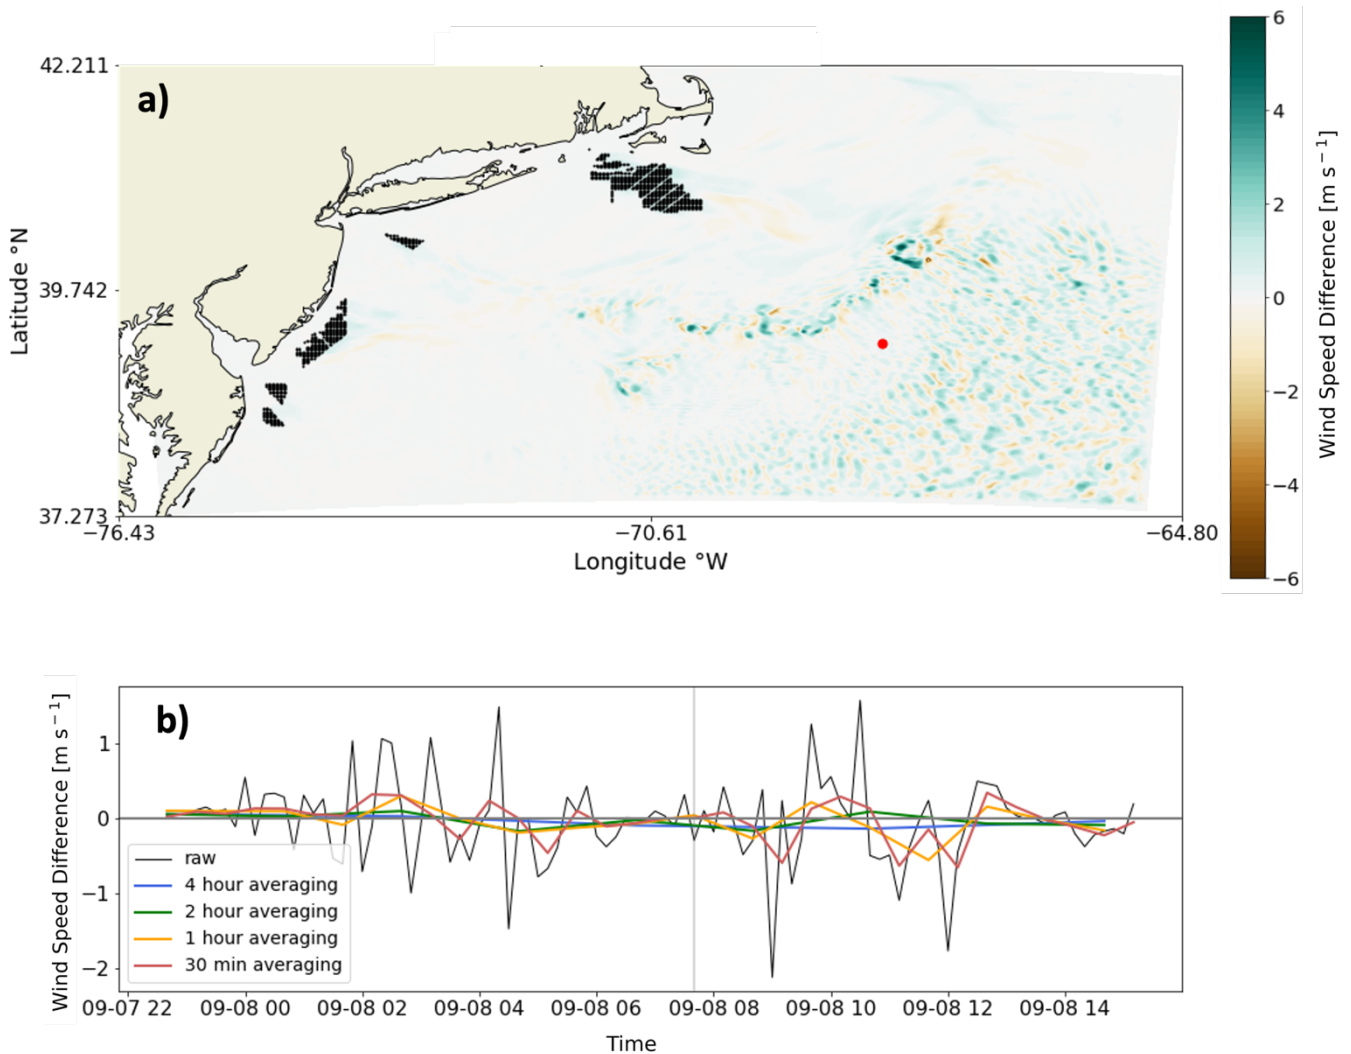 a)
42.211
39.742
37.273
Latitude °N
−76.43
−70.61
−64.80
Longitude °W
6
4
2
0
−2
−4
−6
Wind Speed Difference [m s⁻¹]
b)
1
0
−1
−2
Wind Speed Difference [m s⁻¹]
raw
4 hour averaging
2 hour averaging
1 hour averaging
30 min averaging
09-07 22
09-08 00
09-08 02
09-08 04
09-08 06
09-08 08
09-08 10
09-08 12
09-08 14
Time